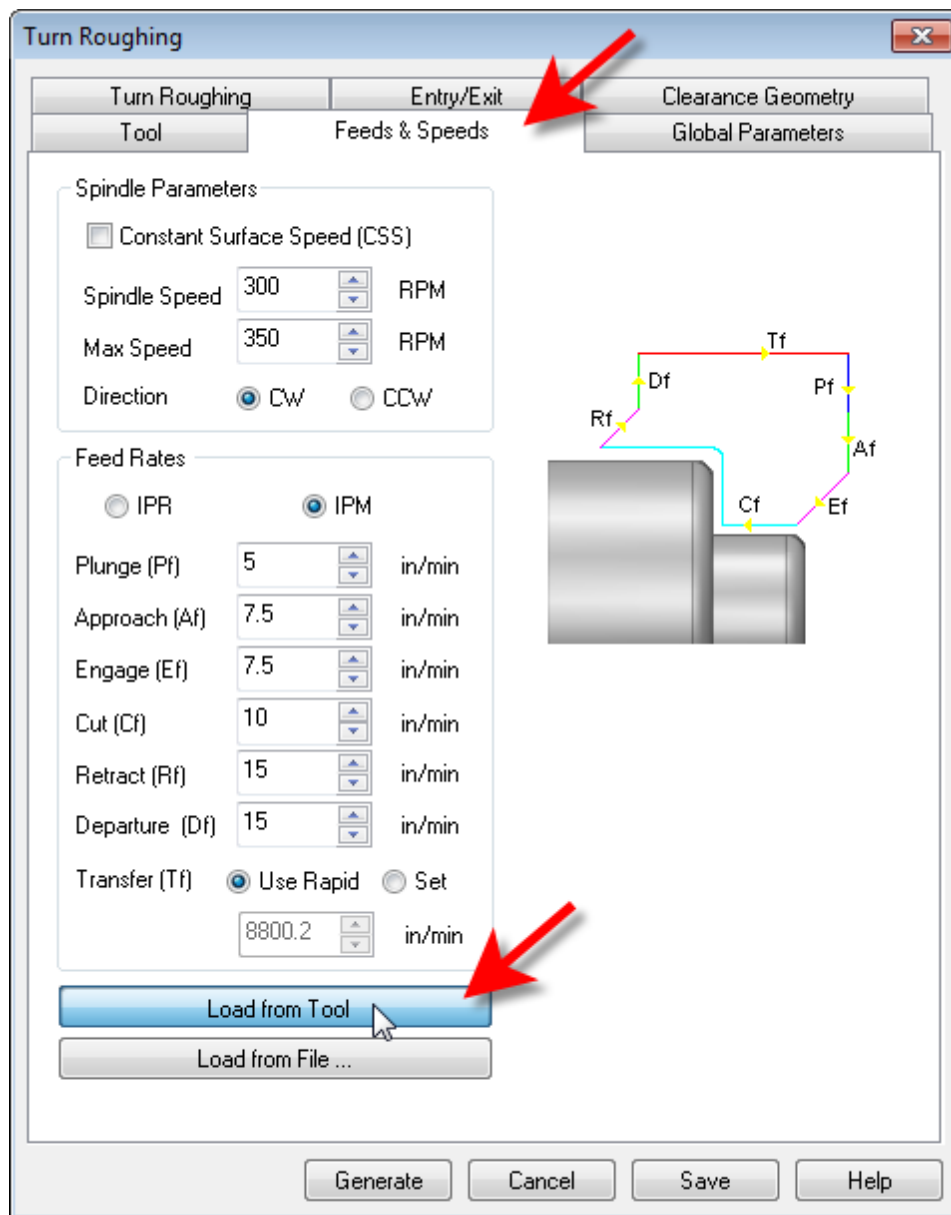 Turn Roughing
Turn Roughing Entry/Exit Clearance Geometry
Tool Feeds & Speeds Global Parameters
Spindle Parameters
Constant Surface Speed (CSS)
Spindle Speed 300 RPM
Max Speed 350 RPM
Direction CW CCW
Feed Rates
IPR IPM
Plunge (Pf) 5 in/min
Approach (Af) 7.5 in/min
Engage (Ef) 7.5 in/min
Cut (Cf) 10 in/min
Retract (Rf) 15 in/min
Departure (Df) 15 in/min
Transfer (Tf) Use Rapid Set
8800.2 in/min
Load from Tool
Load from File ...
Tf
Df Pf
Rf
Af
Cf Ef
Generate Cancel Save Help